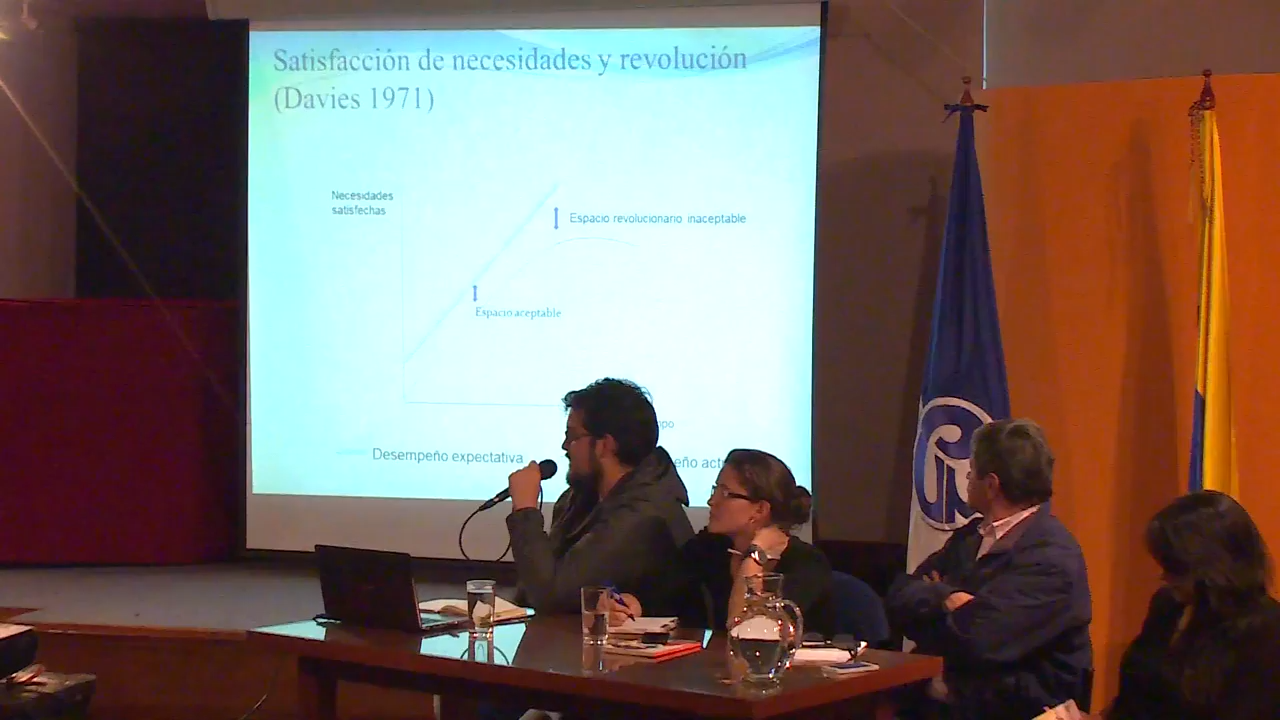 Satisfacción de necesidades y revolución
(Davies 1971)
Necesidades
satisfechas
Espacio revolucionario inaceptable
Espacio aceptable
Desempeño expectativa